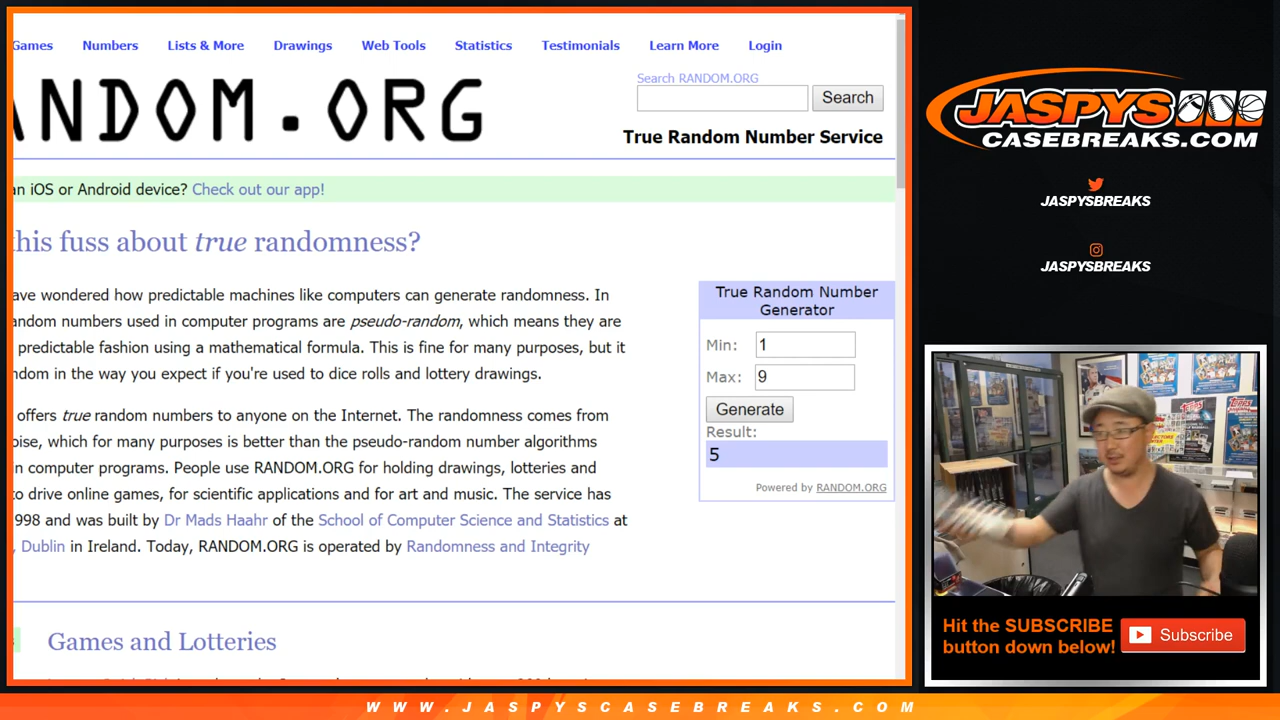 Games Numbers Lists & More Drawings Web Tools Statistics Testimonials Learn More Login
Search RANDOM.ORG
NDOM.ORG
Search
True Random Number Service
an iOS or Android device? Check out our app!
this fuss about true randomness?
ave wondered how predictable machines like computers can generate randomness. In
andom numbers used in computer programs are pseudo-random, which means they are
predictable fashion using a mathematical formula. This is fine for many purposes, but it
ndom in the way you expect if you're used to dice rolls and lottery drawings.
offers true random numbers to anyone on the Internet. The randomness comes from
oise, which for many purposes is better than the pseudo-random number algorithms
n computer programs. People use RANDOM.ORG for holding drawings, lotteries and
to drive online games, for scientific applications and for art and music. The service has
998 and was built by Dr Mads Haahr of the School of Computer Science and Statistics at
, Dublin in Ireland. Today, RANDOM.ORG is operated by Randomness and Integrity
True Random Number
Generator
Min: 1
Max: 9
Generate
Result:
5
Powered by RANDOM.ORG
Games and Lotteries
JASPYS
CASEBREAKS.COM
JASPYSBREAKS
JASPYSBREAKS
Hit the SUBSCRIBE
button down below!
Subscribe
WWW.JASPYSCASEBREAKS.COM